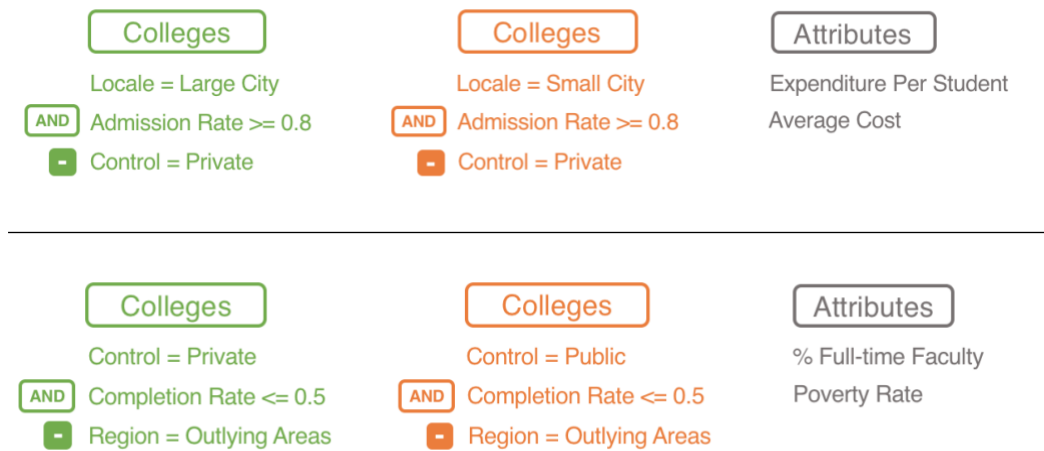 Colleges Colleges Attributes
Locale = Large City Locale = Small City Expenditure Per Student
AND Admission Rate >= 0.8 AND Admission Rate >= 0.8 Average Cost
- Control = Private - Control = Private
Colleges Colleges Attributes
Control = Private Control = Public % Full-time Faculty
AND Completion Rate <= 0.5 AND Completion Rate <= 0.5 Poverty Rate
- Region = Outlying Areas - Region = Outlying Areas